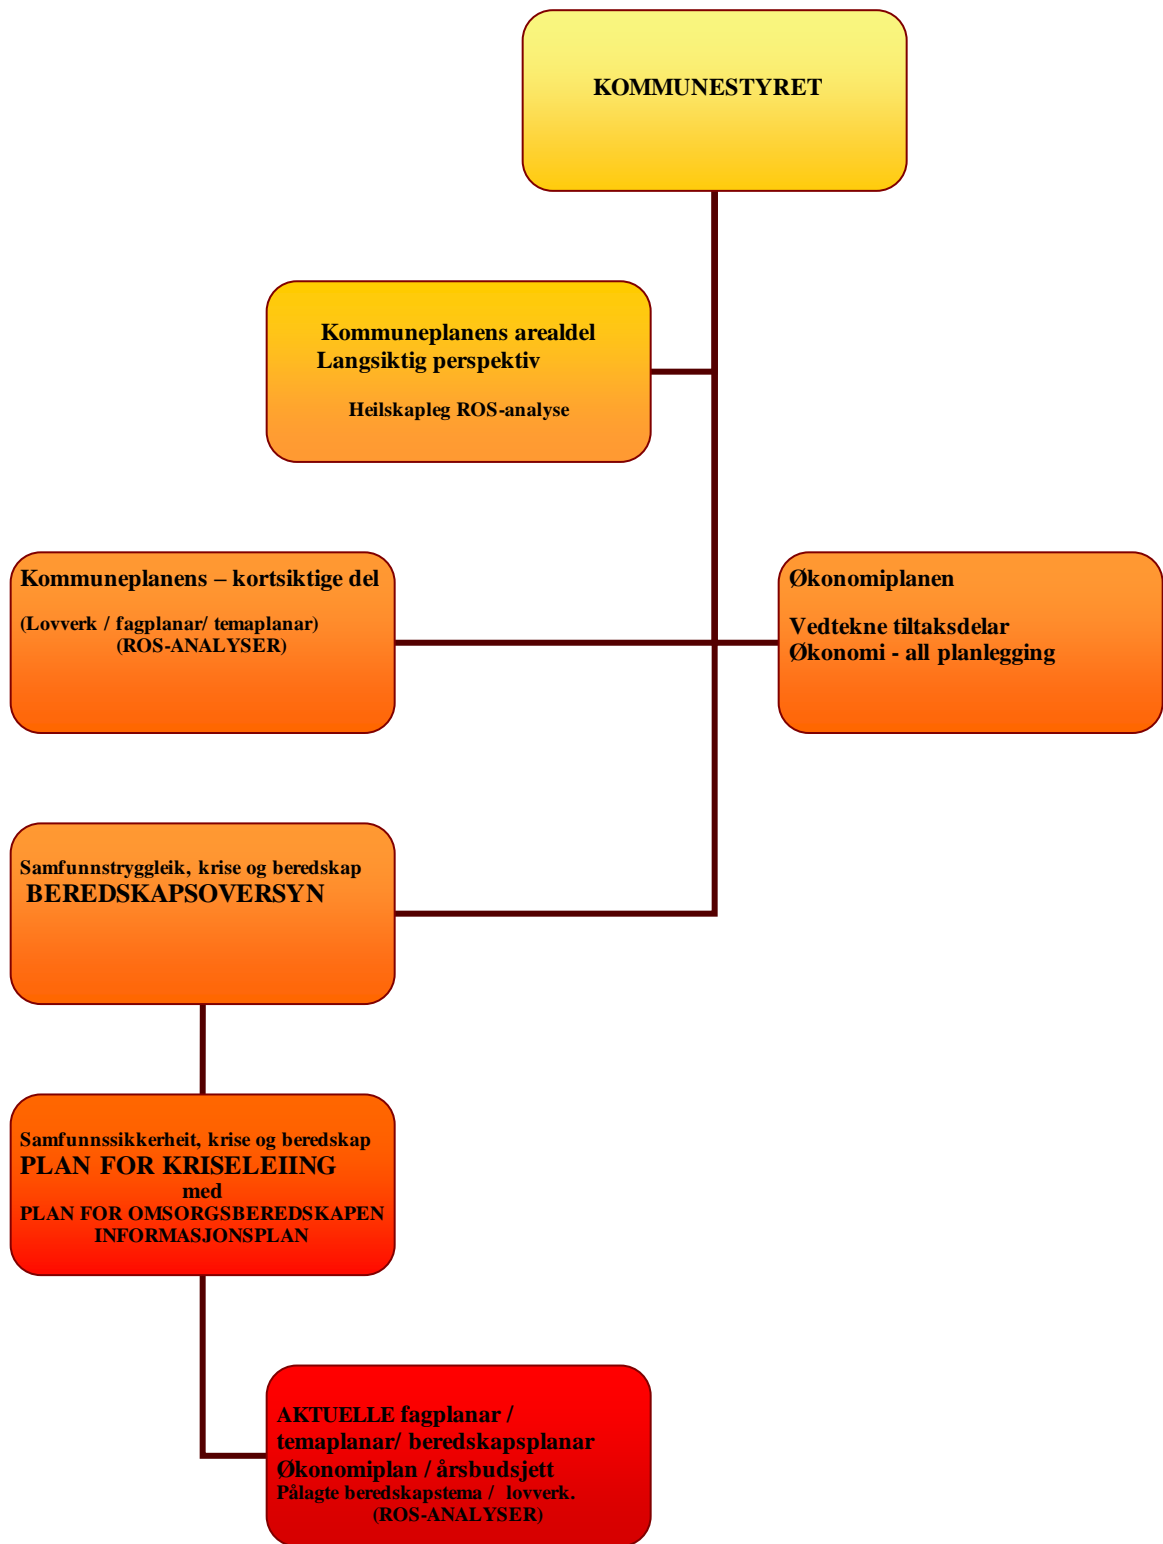 KOMMUNESTYRET
Kommuneplanens arealdel
Langsiktig perspektiv
Heilskapleg ROS-analyse
Kommuneplanens – kortsiktige del
(Lovverk / fagplanar/ temaplanar)
(ROS-ANALYSER)
Økonomiplanen
Vedtekne tiltaksdelar
Økonomi - all planlegging
Samfunnstryggleik, krise og beredskap
BEREDSKAPSOVERSYN
Samfunnssikkerheit, krise og beredskap
PLAN FOR KRISELEIING
med
PLAN FOR OMSORGSBEREDSKAPEN
INFORMASJONSPLAN
AKTUELLE fagplanar /
temaplanar/ beredskapsplanar
Økonomiplan / årsbudsjett
Pålagte beredskapstema / lovverk.
(ROS-ANALYSER)